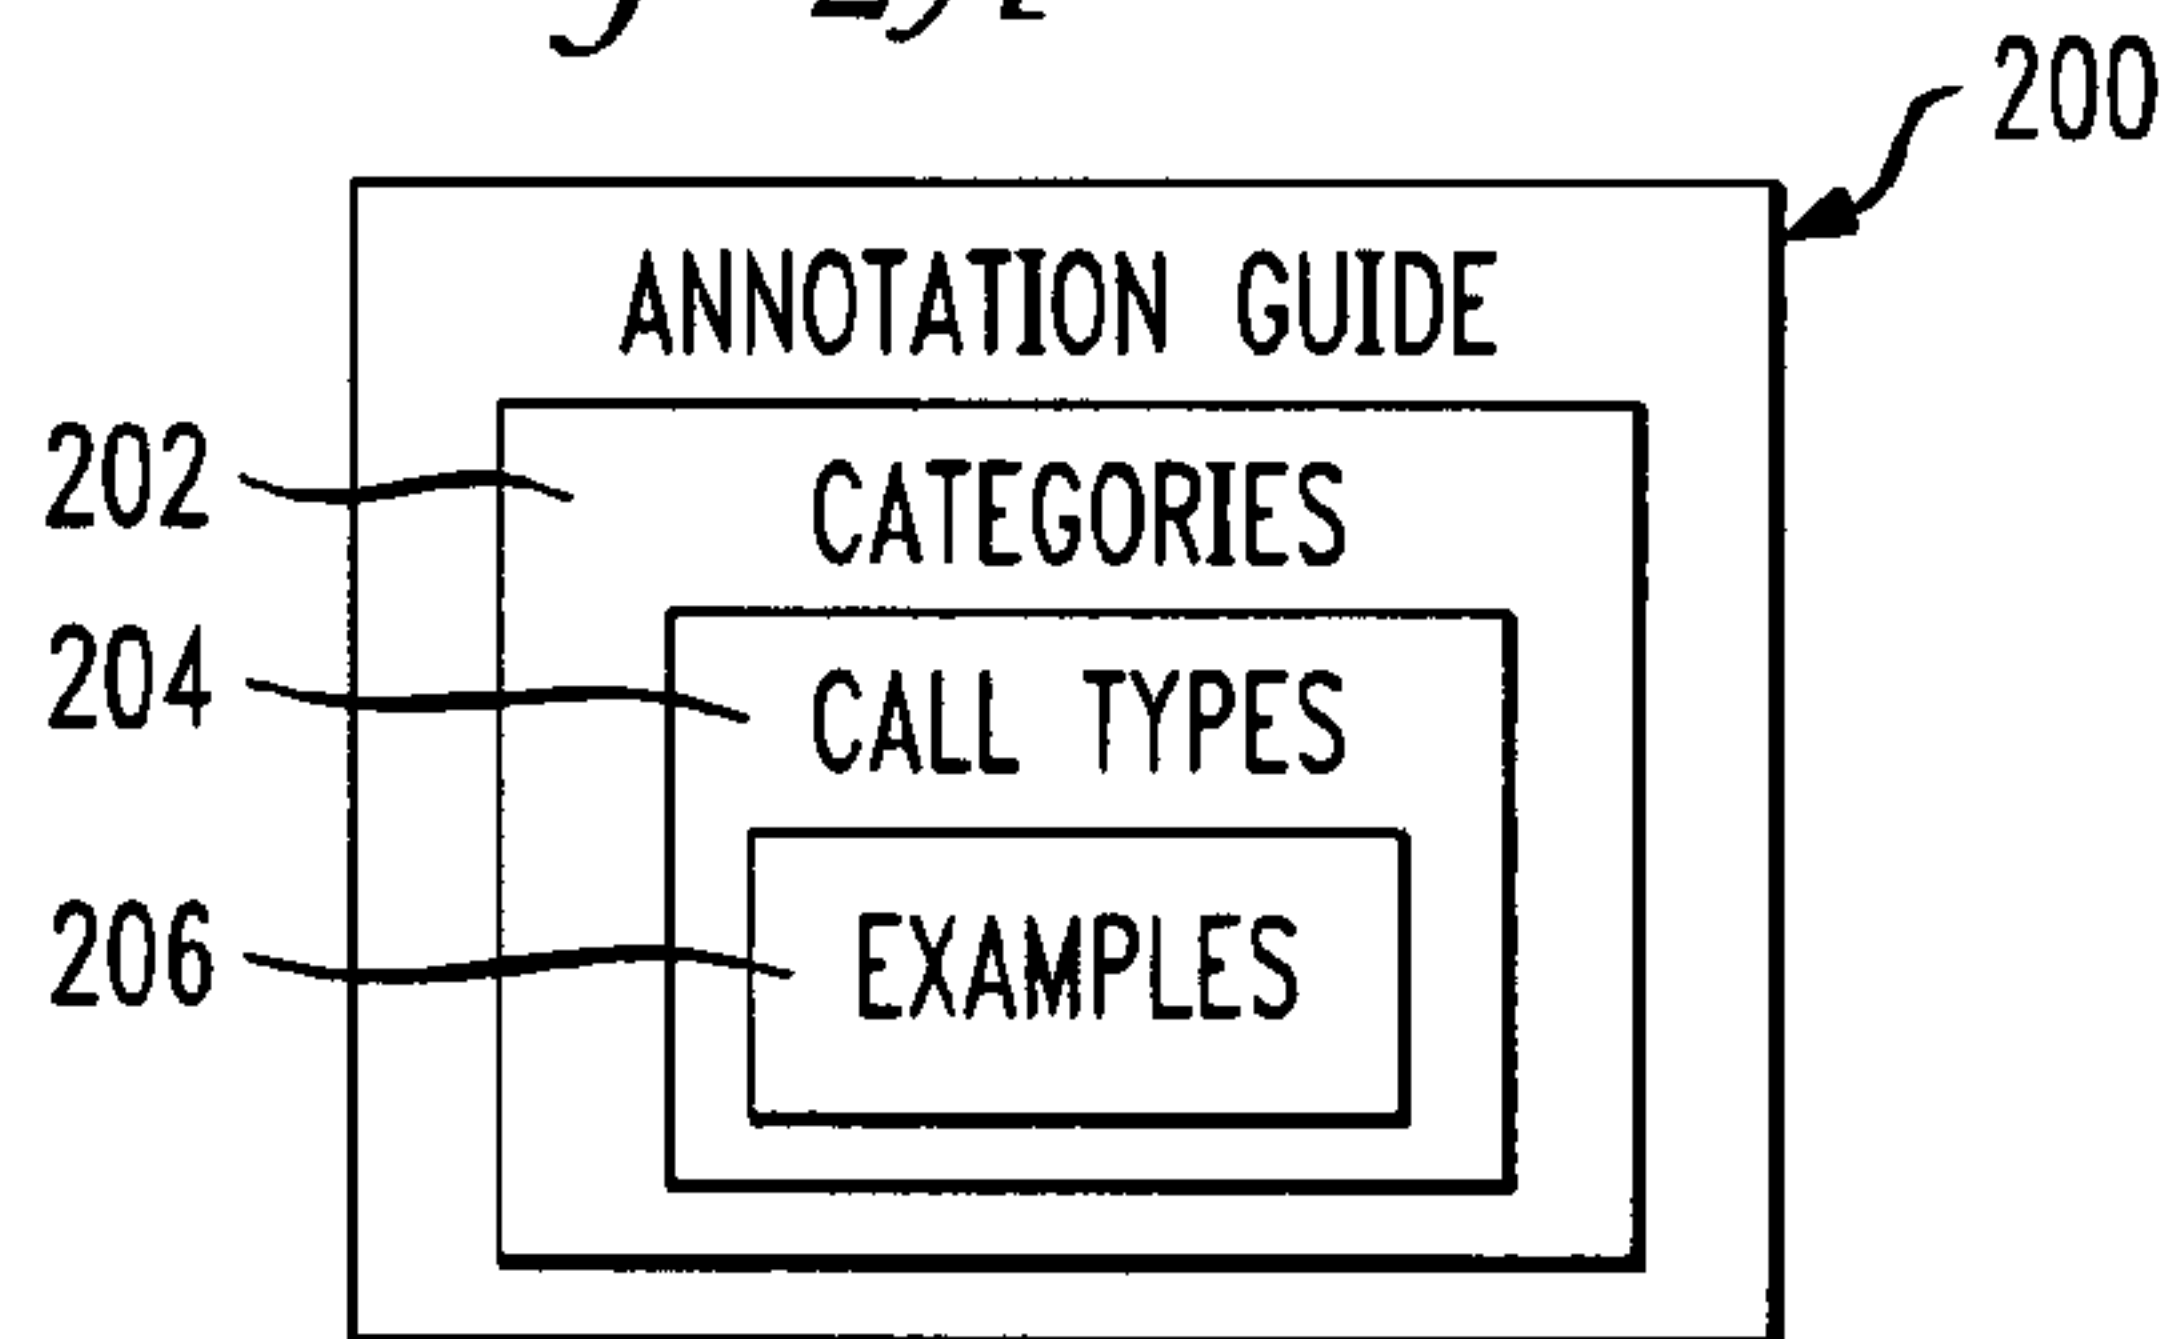 200
ANNOTATION GUIDE
202
CATEGORIES
204
CALL TYPES
206
EXAMPLES